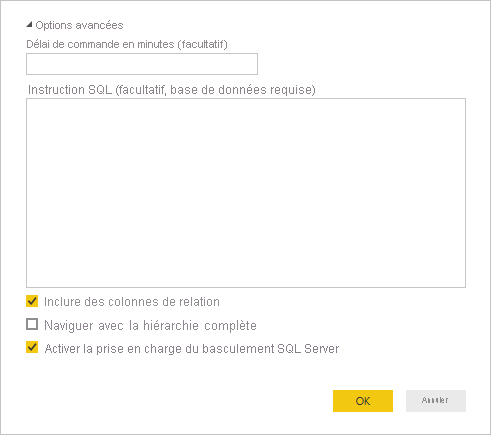 Options avancées
Délai de commande en minutes (facultatif)
Instruction SQL (facultatif, base de données requise)
Inclure des colonnes de relation
Naviguer avec la hiérarchie complète
Activer la prise en charge du basculement SQL Server
OK
Annuler